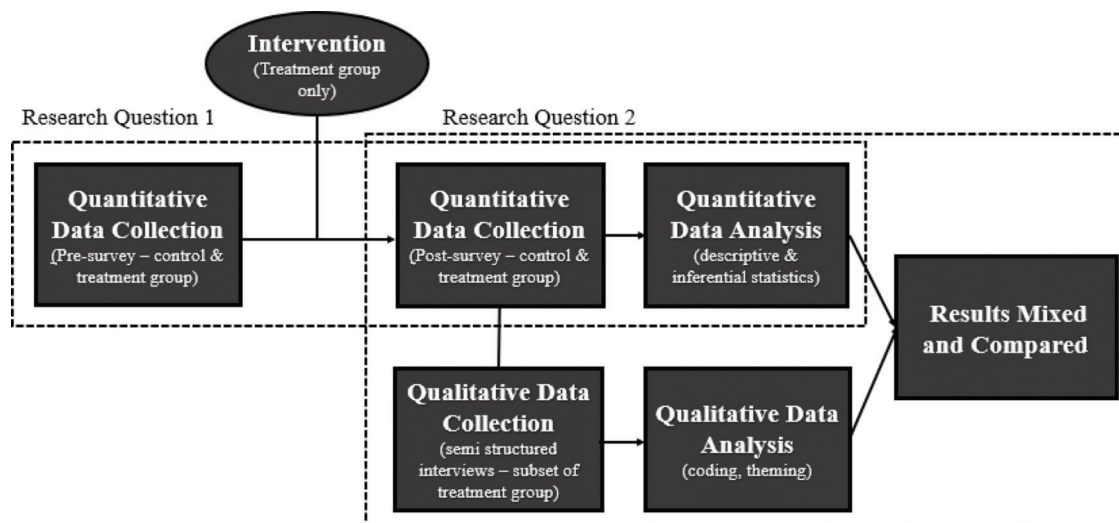 Intervention
(Treatment group
only)
Research Question 1
Research Question 2
Quantitative
Data Collection
(Pre-survey – control &
treatment group)
Quantitative
Data Collection
(Post-survey – control &
treatment group)
Quantitative
Data Analysis
(descriptive &
inferential statistics)
Results Mixed
and Compared
Qualitative Data
Collection
(semi structured
interviews – subset of
treatment group)
Qualitative Data
Analysis
(coding, theming)